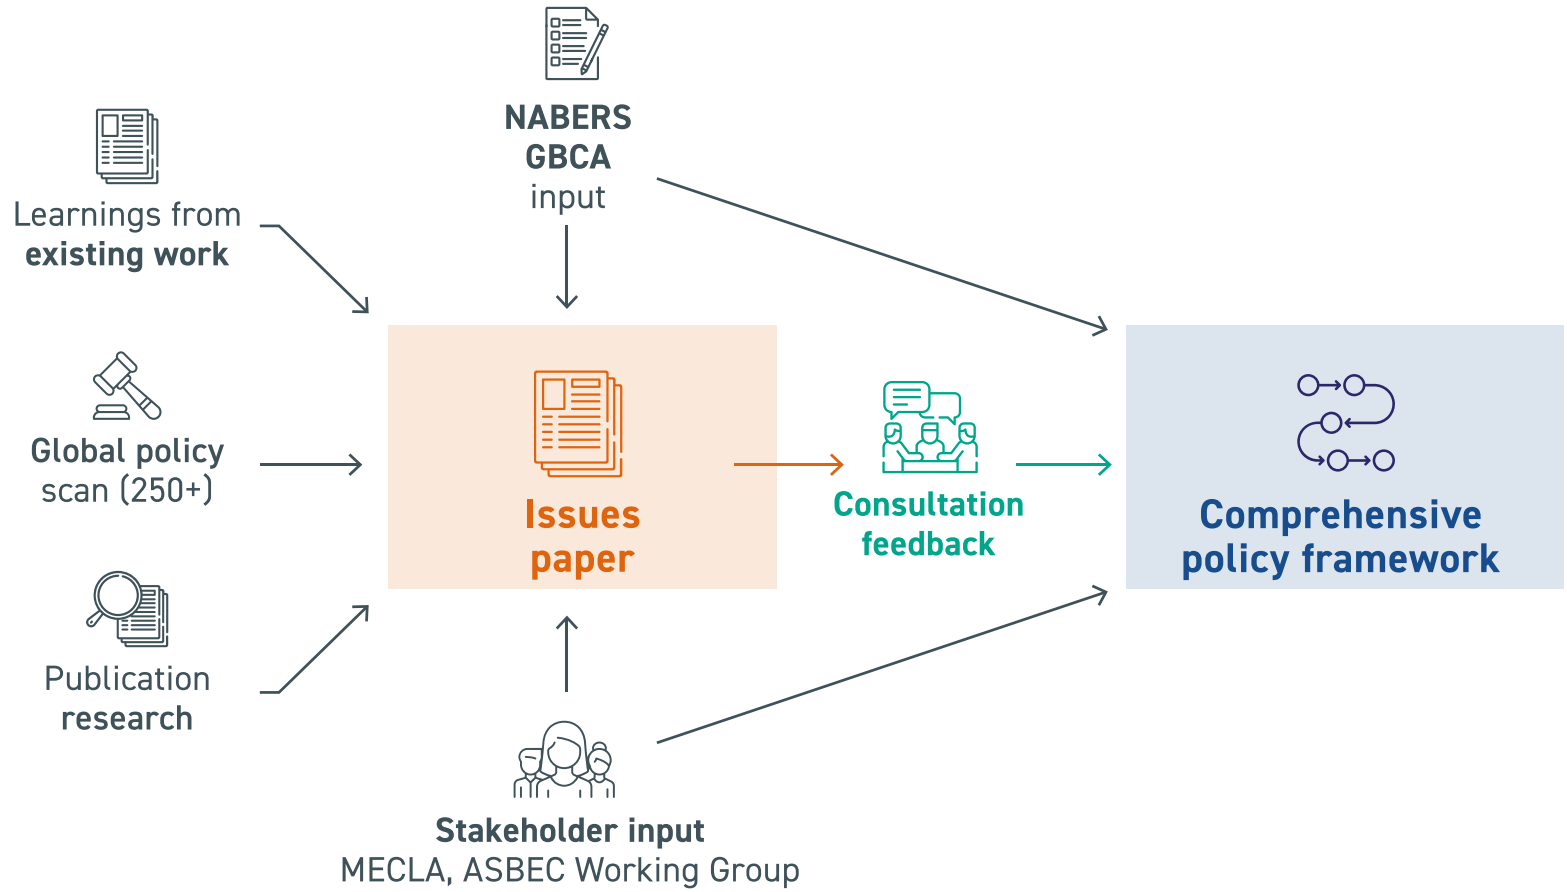 NABERS
GBCA
input
Learnings from
existing work
Global policy
scan (250+)
Publication
research
Issues
paper
Consultation
feedback
Comprehensive
policy framework
Stakeholder input
MECLA, ASBEC Working Group